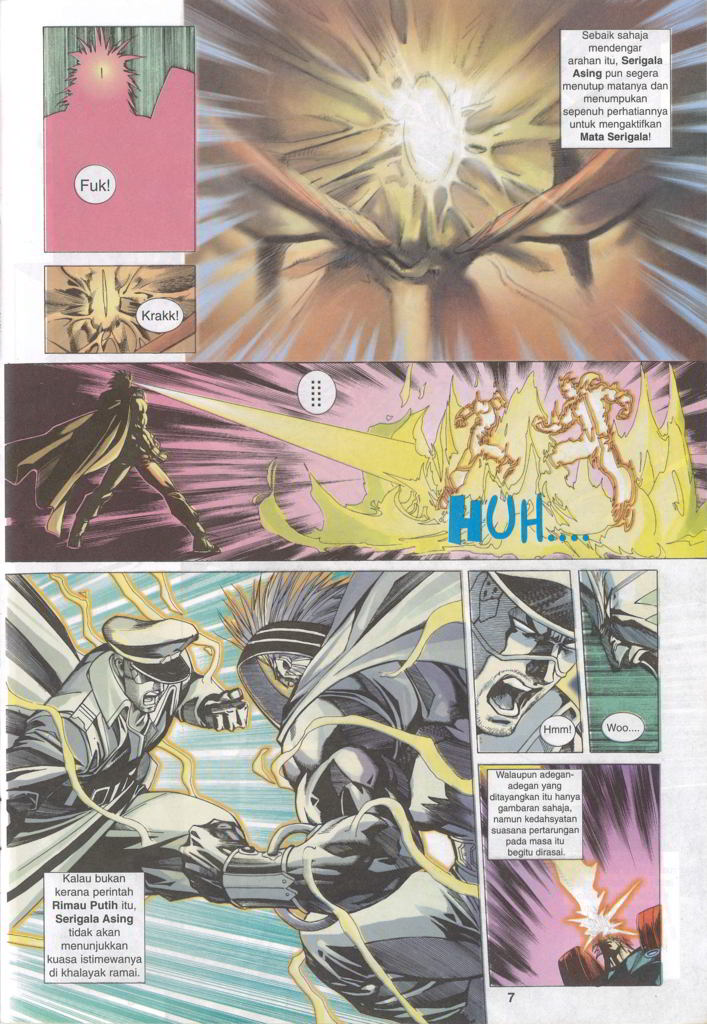 Sebaik sahaja
mendengar
arahan itu, Serigala
Asing pun segera
menutup matanya dan
menumpukan
sepenuh perhatiannya
untuk mengaktifkan
Mata Serigala!
Fuk!
Krakk!
HUH....
Hmm!
Woo....
Walaupun adegan-
adegan yang
ditayangkan itu hanya
gambaran sahaja,
namun kedahsyatan
suasana pertarungan
pada masa itu
begitu dirasai.
Kalau bukan
kerana perintah
Rimau Putih itu,
Serigala Asing
tidak akan
menunjukkan
kuasa istimewanya
di khalayak ramai.
7